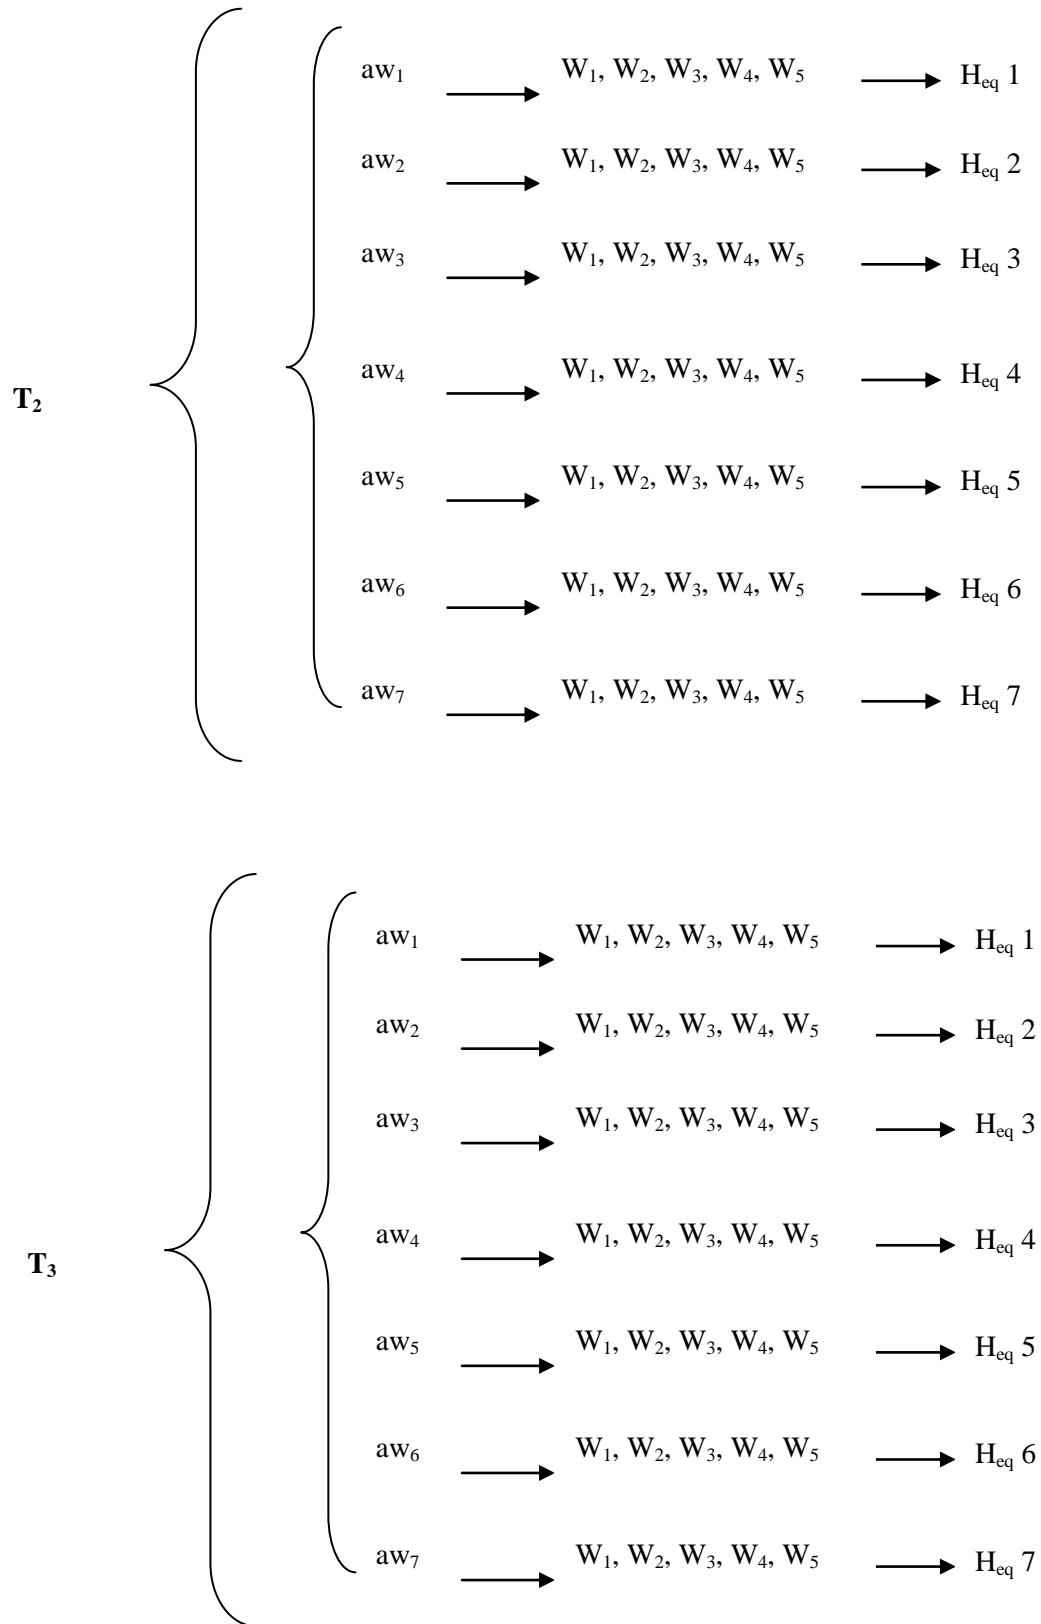 aw₁ W₁, W₂, W₃, W₄, W₅ Hₑq 1
aw₂ W₁, W₂, W₃, W₄, W₅ Hₑq 2
aw₃ W₁, W₂, W₃, W₄, W₅ Hₑq 3
aw₄ W₁, W₂, W₃, W₄, W₅ Hₑq 4
T₂
aw₅ W₁, W₂, W₃, W₄, W₅ Hₑq 5
aw₆ W₁, W₂, W₃, W₄, W₅ Hₑq 6
aw₇ W₁, W₂, W₃, W₄, W₅ Hₑq 7
aw₁ W₁, W₂, W₃, W₄, W₅ Hₑq 1
aw₂ W₁, W₂, W₃, W₄, W₅ Hₑq 2
aw₃ W₁, W₂, W₃, W₄, W₅ Hₑq 3
aw₄ W₁, W₂, W₃, W₄, W₅ Hₑq 4
T₃
aw₅ W₁, W₂, W₃, W₄, W₅ Hₑq 5
aw₆ W₁, W₂, W₃, W₄, W₅ Hₑq 6
aw₇ W₁, W₂, W₃, W₄, W₅ Hₑq 7